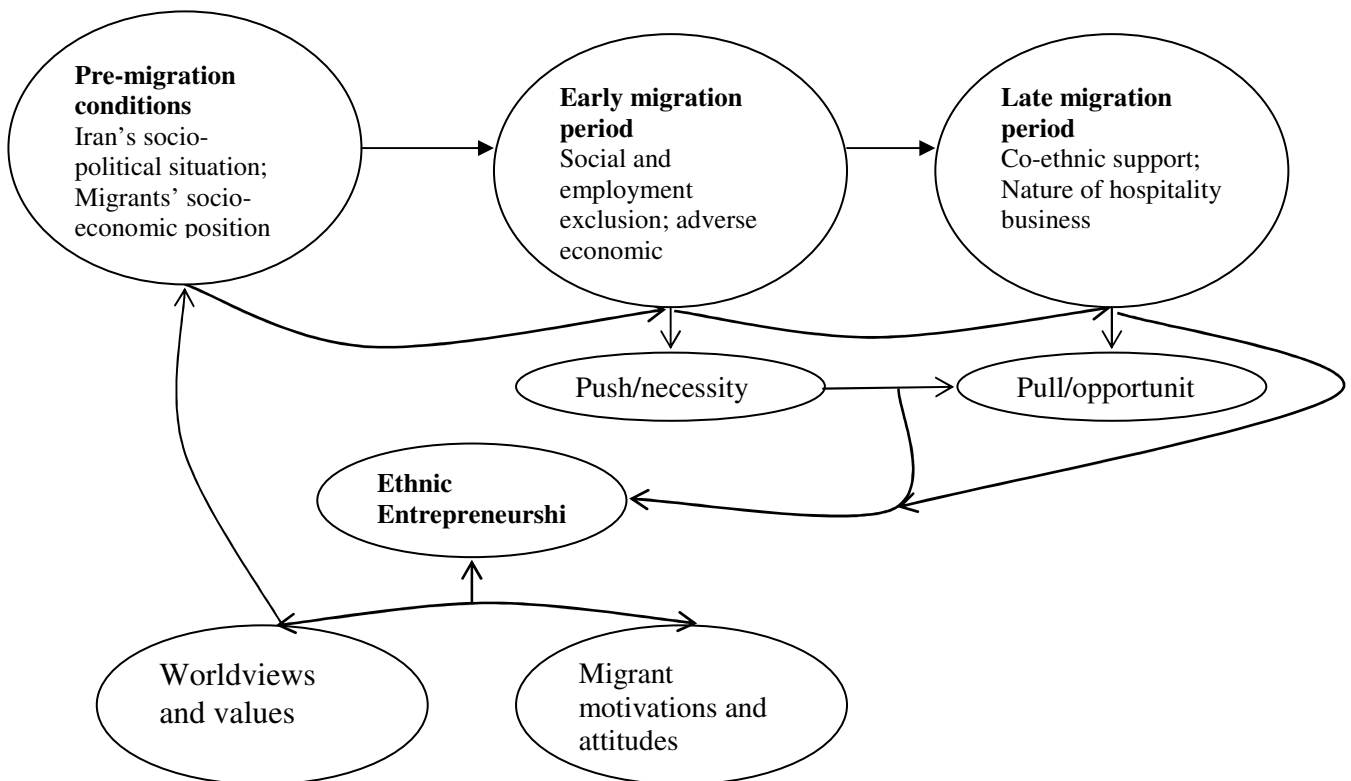 Pre-migration
conditions
Iran's socio-
political situation;
Migrants' socio-
economic position
Early migration
period
Social and
employment
exclusion; adverse
economic
Late migration
period
Co-ethnic support;
Nature of hospitality
business
Push/necessity
Pull/opportunit
Ethnic
Entrepreneurshi
Worldviews
and values
Migrant
motivations and
attitudes